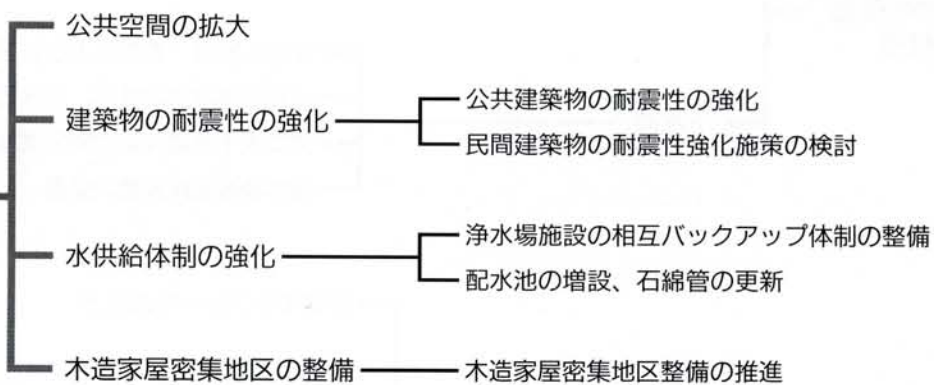 公共空間の拡大
建築物の耐震性の強化
公共建築物の耐震性の強化
民間建築物の耐震性強化施策の検討
水供給体制の強化
浄水場施設の相互バックアップ体制の整備
配水池の増設、石綿管の更新
木造家屋密集地区の整備
木造家屋密集地区整備の推進